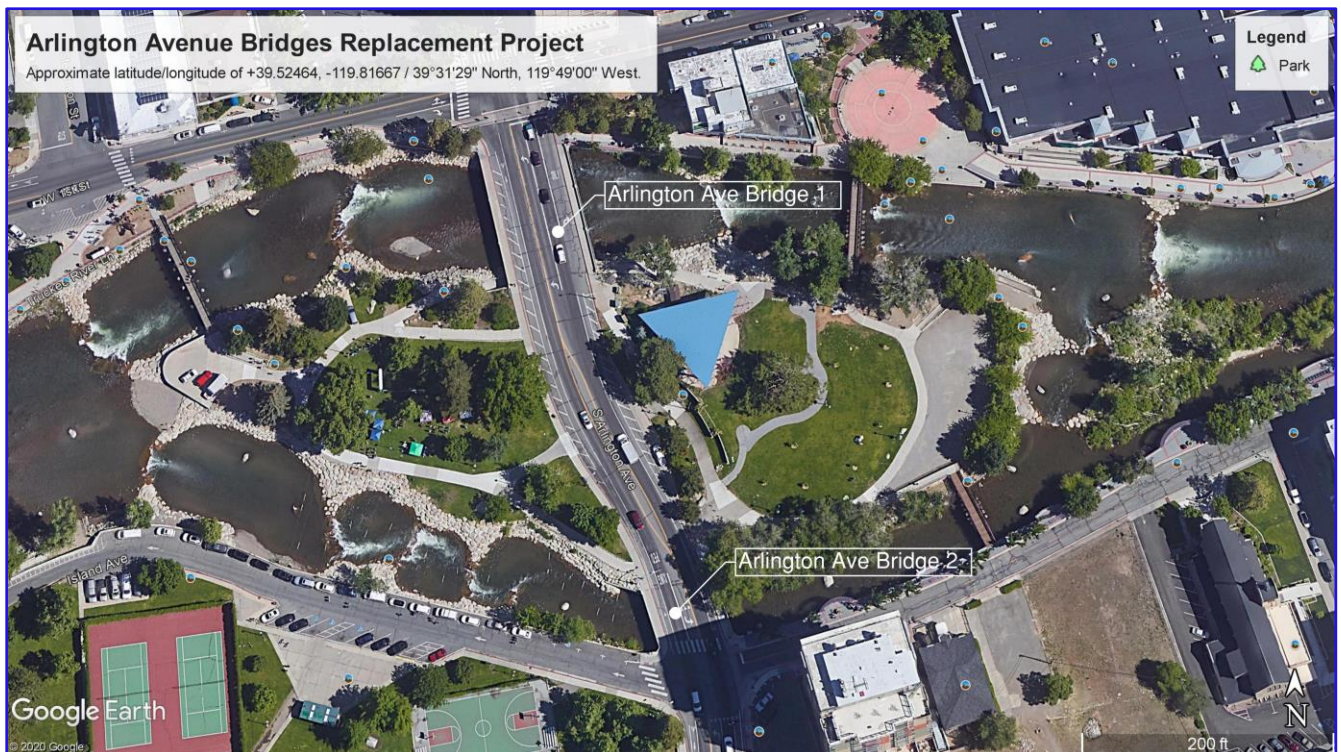 Arlington Avenue Bridges Replacement Project
Approximate latitude/longitude of +39.52464, -119.81667 / 39°31'29" North, 119°49'00" West.
Legend
Park
W 1st St
Arlington Ave Bridge 1
S Arlington Ave
Arlington Ave Bridge 2
Island Ave
Google Earth
© 2020 Google
N
200 ft